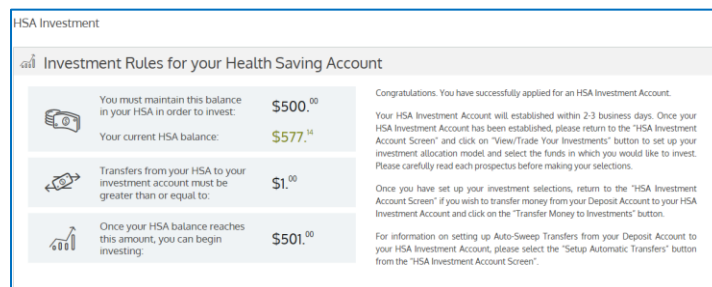 HSA Investment
Investment Rules for your Health Saving Account
You must maintain this balance
in your HSA in order to invest:
$500.00
Your current HSA balance:
$577.14
Transfers from your HSA to your
investment account must be
greater than or equal to:
$1.00
Once your HSA balance reaches
this amount, you can begin
investing:
$501.00
Congratulations. You have successfully applied for an HSA Investment Account.
Your HSA Investment Account will established within 2-3 business days. Once your
HSA Investment Account has been established, please return to the "HSA Investment
Account Screen" and click on "View/Trade Your Investments" button to set up your
investment allocation model and select the funds in which you would like to invest.
Please carefully read each prospectus before making your selections.
Once you have set up your investment selections, return to the "HSA Investment
Account Screen" if you wish to transfer money from your Deposit Account to your HSA
Investment Account and click on the "Transfer Money to Investments" button.
For information on setting up Auto-Sweep Transfers from your Deposit Account to
your HSA Investment Account, please select the "Setup Automatic Transfers" button
from the "HSA Investment Account Screen".